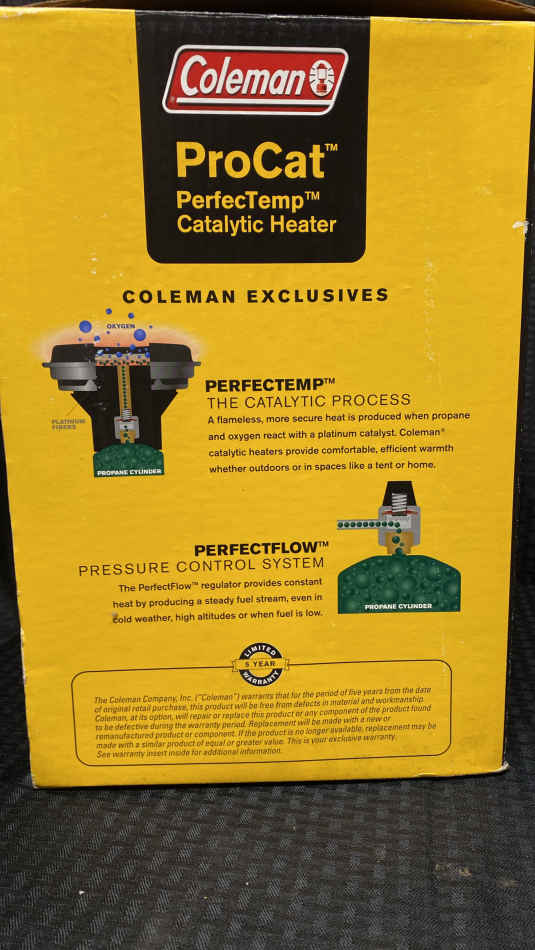 Coleman
ProCat™
PerfecTemp™
Catalytic Heater
COLEMAN EXCLUSIVES
OXYGEN
PLATINUM
FIBERS
PROPANE CYLINDER
PERFECTEMP™
THE CATALYTIC PROCESS
A flameless, more secure heat is produced when propane
and oxygen react with a platinum catalyst. Coleman®
catalytic heaters provide comfortable, efficient warmth
whether outdoors or in spaces like a tent or home.
PERFECTFLOW™
PRESSURE CONTROL SYSTEM
The PerfectFlow™ regulator provides constant
heat by producing a steady fuel stream, even in
cold weather, high altitudes or when fuel is low.
PROPANE CYLINDER
LIMITED
5 YEAR
WARRANTY
The Coleman Company, Inc. ("Coleman") warrants that for the period of five years from the date
of original retail purchase, this product will be free from defects in material and workmanship.
Coleman, at its option, will repair or replace this product or any component of the product found
to be defective during the warranty period. Replacement will be made with a new or
remanufactured product or component. If the product is no longer available, replacement may be
made with a similar product of equal or greater value. This is your exclusive warranty.
See warranty insert inside for additional information.